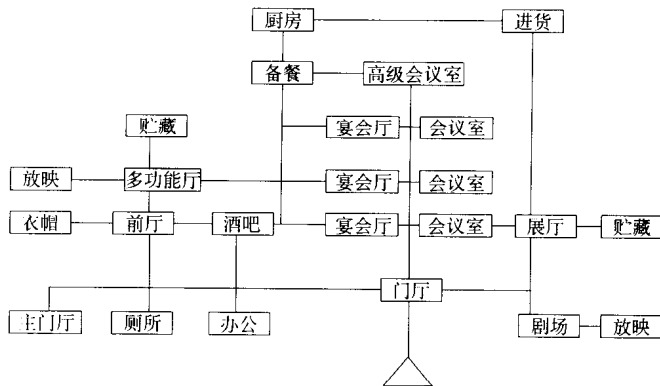 厨房 进货
备餐 高级会议室
贮藏 宴会厅 会议室
放映 多功能厅 宴会厅 会议室
衣帽 前厅 酒吧 宴会厅 会议室 展厅 贮藏
门厅
主门厅 厕所 办公 剧场 放映